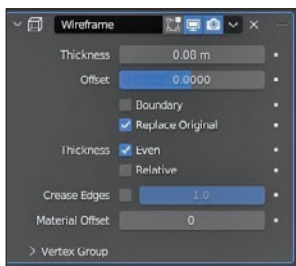 Wireframe
Thickness 0.08 m
Offset 0.0000
Boundary
Replace Original
Thickness Even
Relative
Crease Edges 1.0
Material Offset 0
Vertex Group